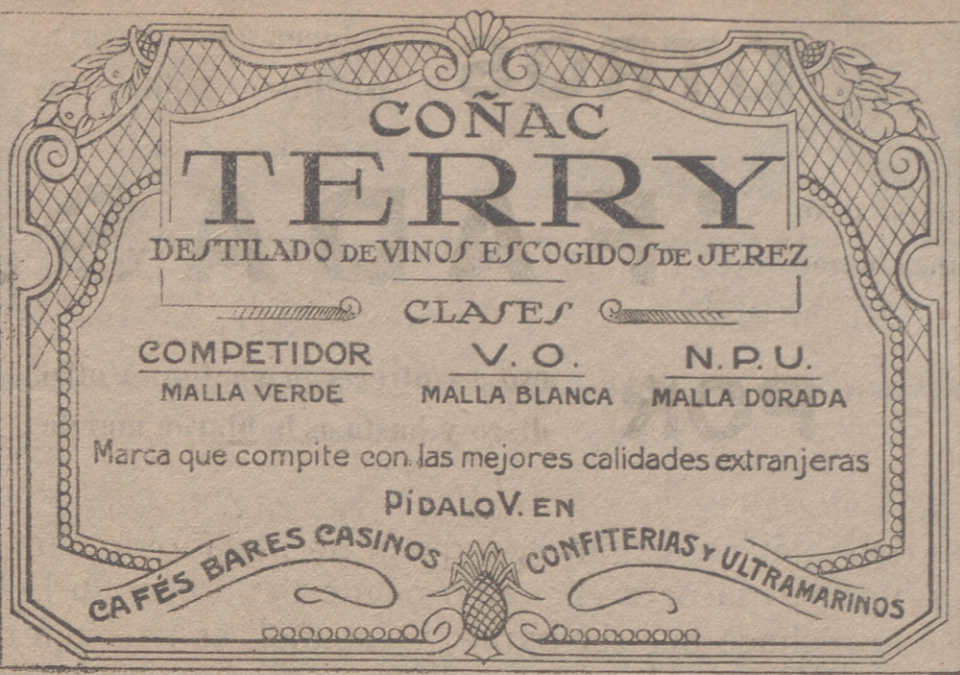 COÑAC
TERRY
DESTILADO DE VINOS ESCOGIDOS DE JEREZ
CLASES
COMPETIDOR V. O. N. P. U.
MALLA VERDE MALLA BLANCA MALLA DORADA
Marca que compite con las mejores calidades extranjeras
PÍDALO V. EN
CAFÉS BARES CASINOS CONFITERIAS Y ULTRAMARINOS